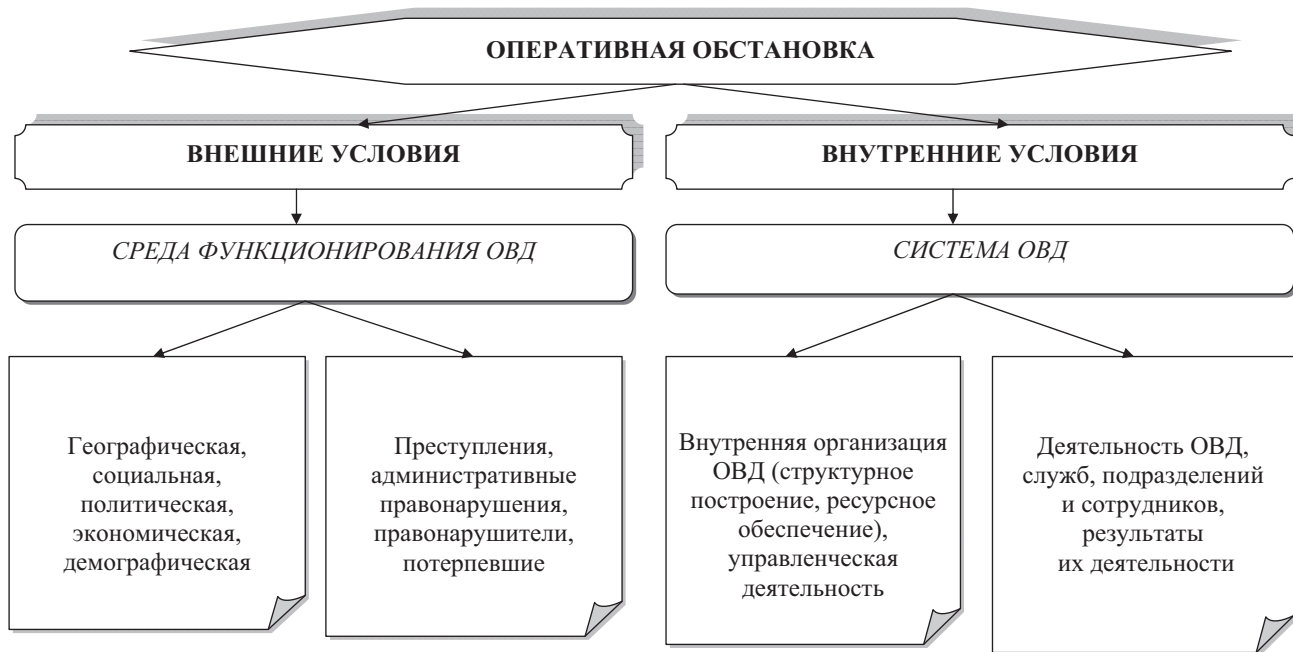 ОПЕРАТИВНАЯ ОБСТАНОВКА
ВНЕШНИЕ УСЛОВИЯ
ВНУТРЕННИЕ УСЛОВИЯ
СРЕДА ФУНКЦИОНИРОВАНИЯ ОВД
СИСТЕМА ОВД
Географическая,
социальная,
политическая,
экономическая,
демографическая
Преступления,
административные
правонарушения,
правонарушители,
потерпевшие
Внутренняя организация
ОВД (структурное
построение, ресурсное
обеспечение),
управленческая
деятельность
Деятельность ОВД,
служб, подразделений
и сотрудников,
результаты
их деятельности